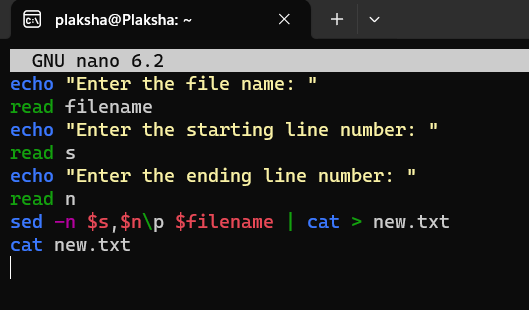 plaksha@Plaksha: ~
GNU nano 6.2
echo "Enter the file name: "
read filename
echo "Enter the starting line number: "
read s
echo "Enter the ending line number: "
read n
sed -n $s,$n\p $filename | cat > new.txt
cat new.txt